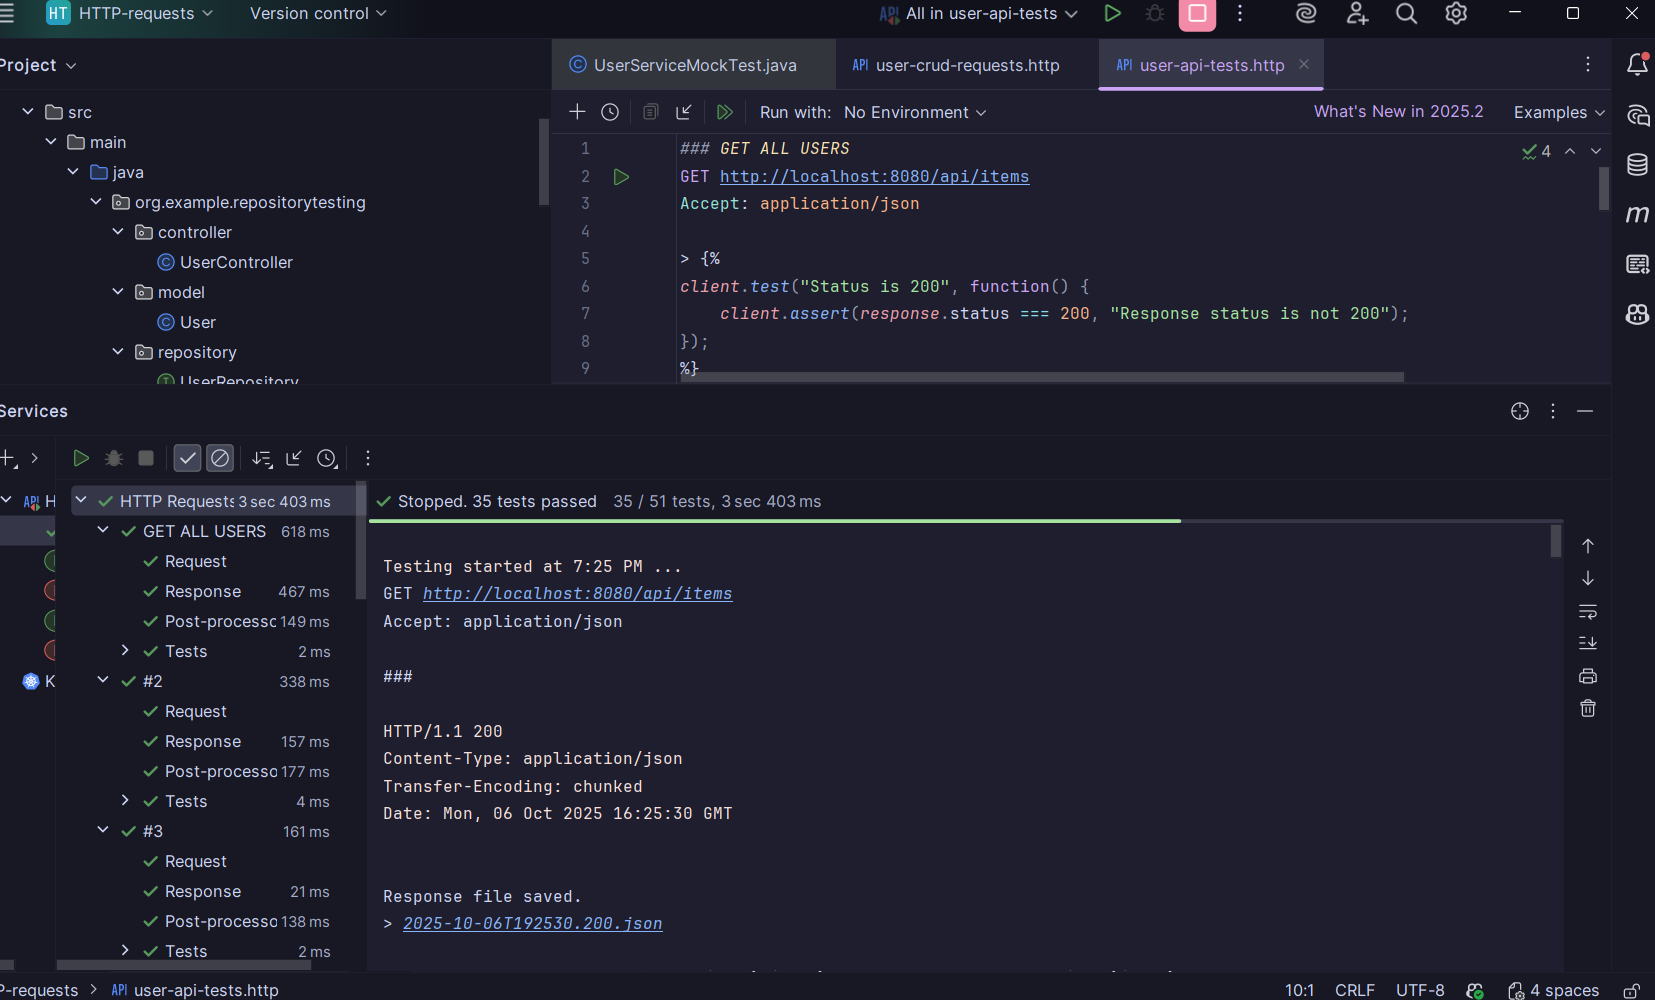 HT HTTP-requests Version control API All in user-api-tests
Project
src
main
java
org.example.repositorytesting
controller
C UserController
model
C User
repository
I UserRepository
C UserServiceMockTest.java API user-crud-requests.http API user-api-tests.http
Run with: No Environment What's New in 2025.2 Examples
4
1 ### GET ALL USERS
2 GET http://localhost:8080/api/items
3 Accept: application/json
4
5 > {%
6 client.test("Status is 200", function() {
7 client.assert(response.status === 200, "Response status is not 200");
8 });
9 %}
m
Services
API H
K
HTTP Requests 3 sec 403 ms
GET ALL USERS 618 ms
Request
Response 467 ms
Post-processo 149 ms
Tests 2 ms
#2 338 ms
Request
Response 157 ms
Post-processo 177 ms
Tests 4 ms
#3 161 ms
Request
Response 21 ms
Post-processo 138 ms
Tests 2 ms
Stopped. 35 tests passed 35 / 51 tests, 3 sec 403 ms
Testing started at 7:25 PM ...
GET http://localhost:8080/api/items
Accept: application/json
###
HTTP/1.1 200
Content-Type: application/json
Transfer-Encoding: chunked
Date: Mon, 06 Oct 2025 16:25:30 GMT
Response file saved.
> 2025-10-06T192530.200.json
P-requests > API user-api-tests.http 10:1 CRLF UTF-8 4 spaces